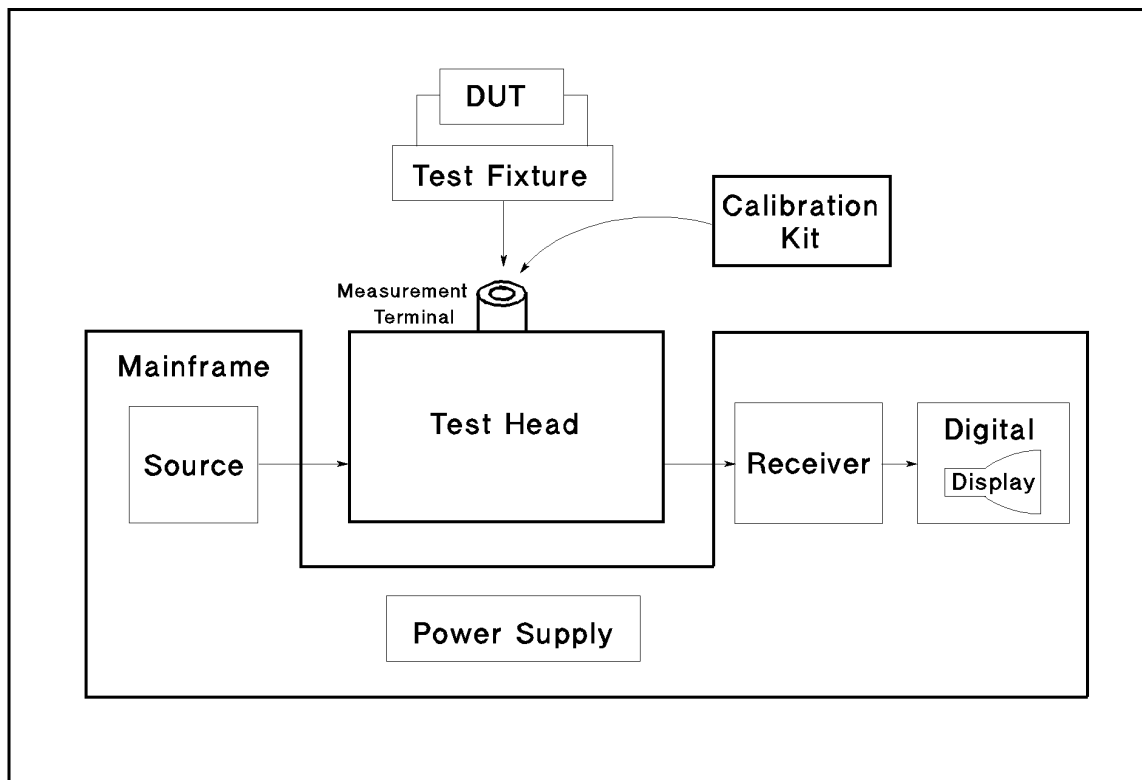 DUT
Test Fixture
Calibration
Kit
Measurement
Terminal
Mainframe
Test Head
Source
Receiver
Digital
Display
Power Supply